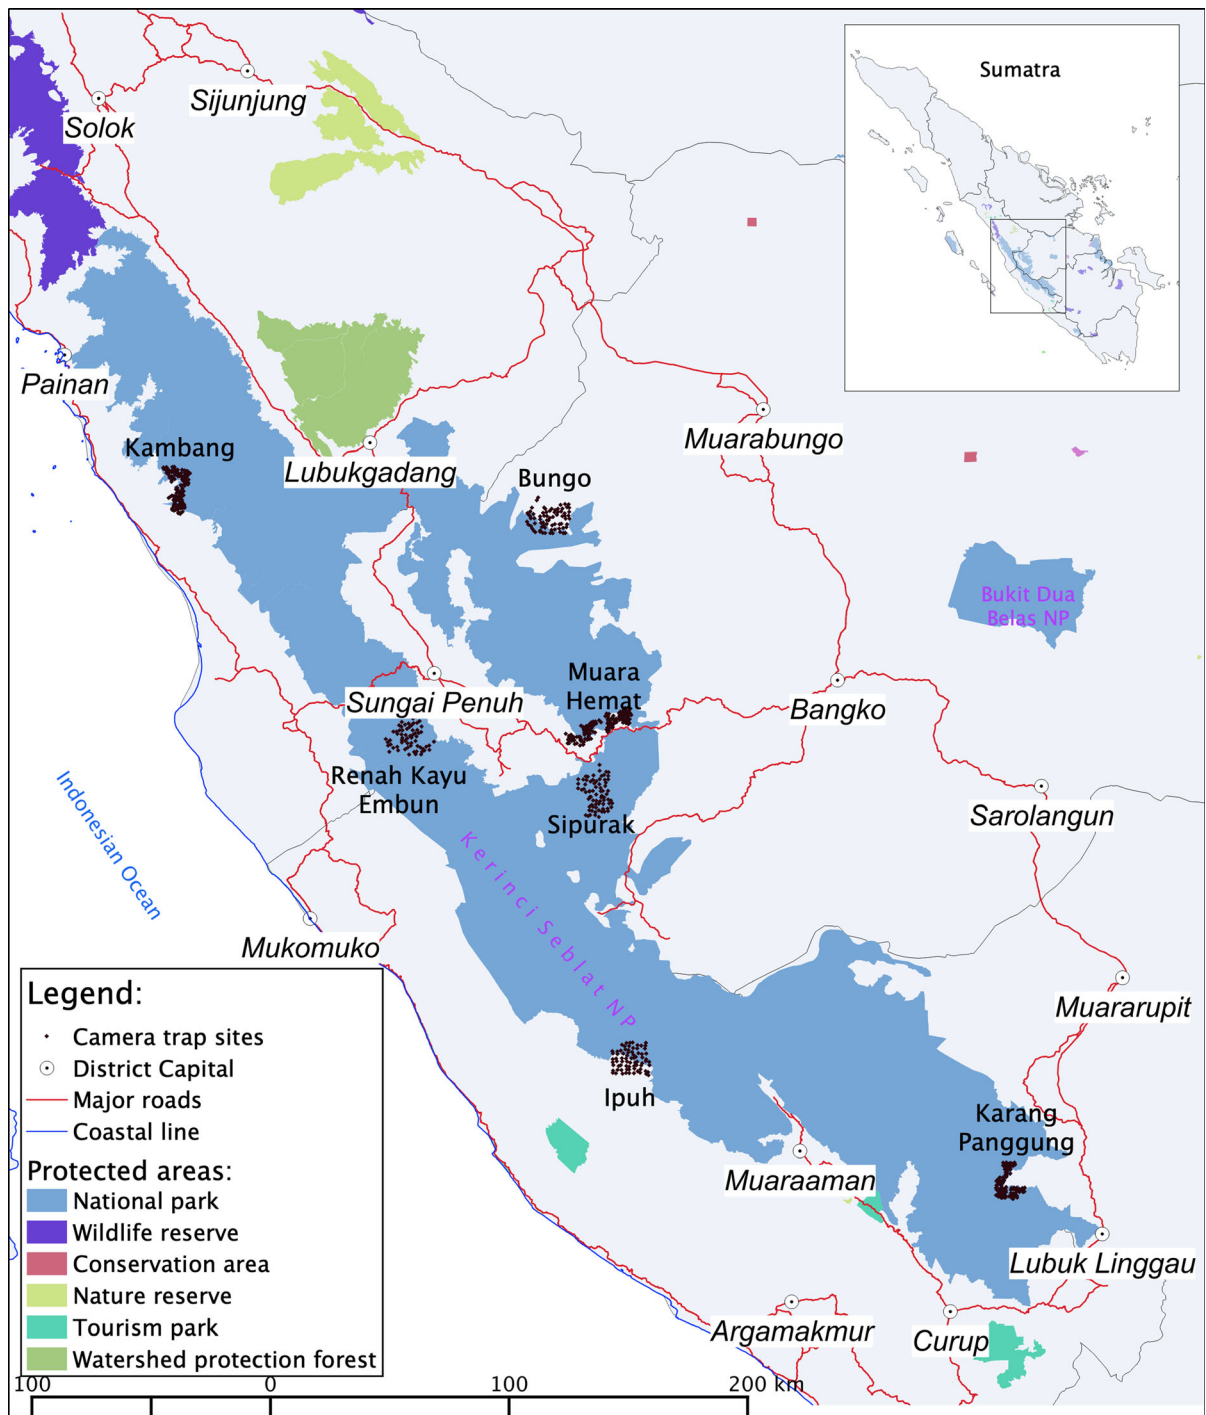 Sumatra
Sijunjung
Solok
Painan
Kambang
Lubukgadang
Bungo
Muarabungo
Bukit Dua
Belas NP
Muara
Hemat
Sungai Penuh
Bangko
Renah Kayu
Embun
Sipurak
Sarolangun
Indonesian Ocean
Kerinci Seblat NP
Mukomuko
Muararupit
Ipuh
Karang
Panggung
Muaraaman
Lubuk Linggau
Argamakmur
Curup
Legend:
Camera trap sites
District Capital
Major roads
Coastal line
Protected areas:
National park
Wildlife reserve
Conservation area
Nature reserve
Tourism park
Watershed protection forest
100 0 100 200 km